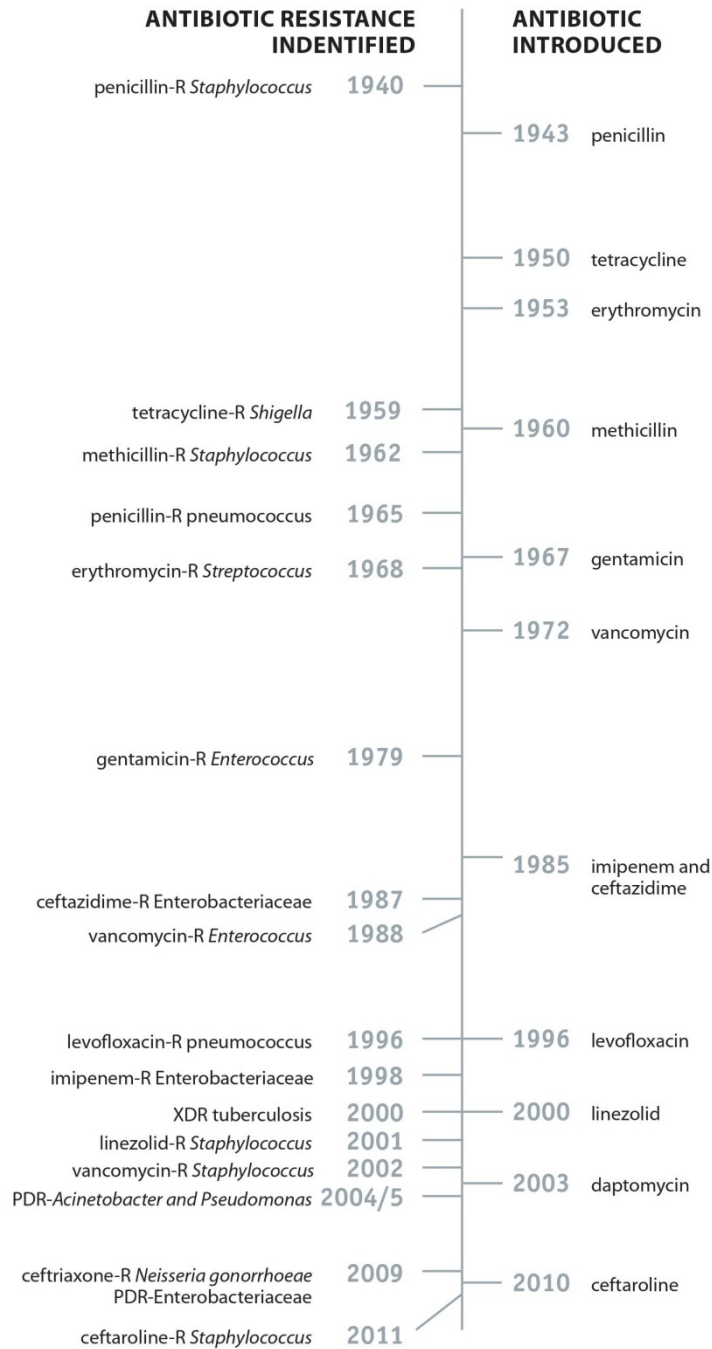 ANTIBIOTIC RESISTANCE
INDENTIFIED
ANTIBIOTIC
INTRODUCED
penicillin-R Staphylococcus 1940
1943 penicillin
1950 tetracycline
1953 erythromycin
tetracycline-R Shigella 1959
1960 methicillin
methicillin-R Staphylococcus 1962
penicillin-R pneumococcus 1965
1967 gentamicin
erythromycin-R Streptococcus 1968
1972 vancomycin
gentamicin-R Enterococcus 1979
1985 imipenem and
ceftazidime
ceftazidime-R Enterobacteriaceae 1987
vancomycin-R Enterococcus 1988
levofloxacin-R pneumococcus 1996
1996 levofloxacin
imipenem-R Enterobacteriaceae 1998
XDR tuberculosis 2000
2000 linezolid
linezolid-R Staphylococcus 2001
vancomycin-R Staphylococcus 2002
2003 daptomycin
PDR-Acinetobacter and Pseudomonas 2004/5
ceftriaxone-R Neisseria gonorrhoeae 2009
PDR-Enterobacteriaceae
2010 ceftaroline
ceftaroline-R Staphylococcus 2011